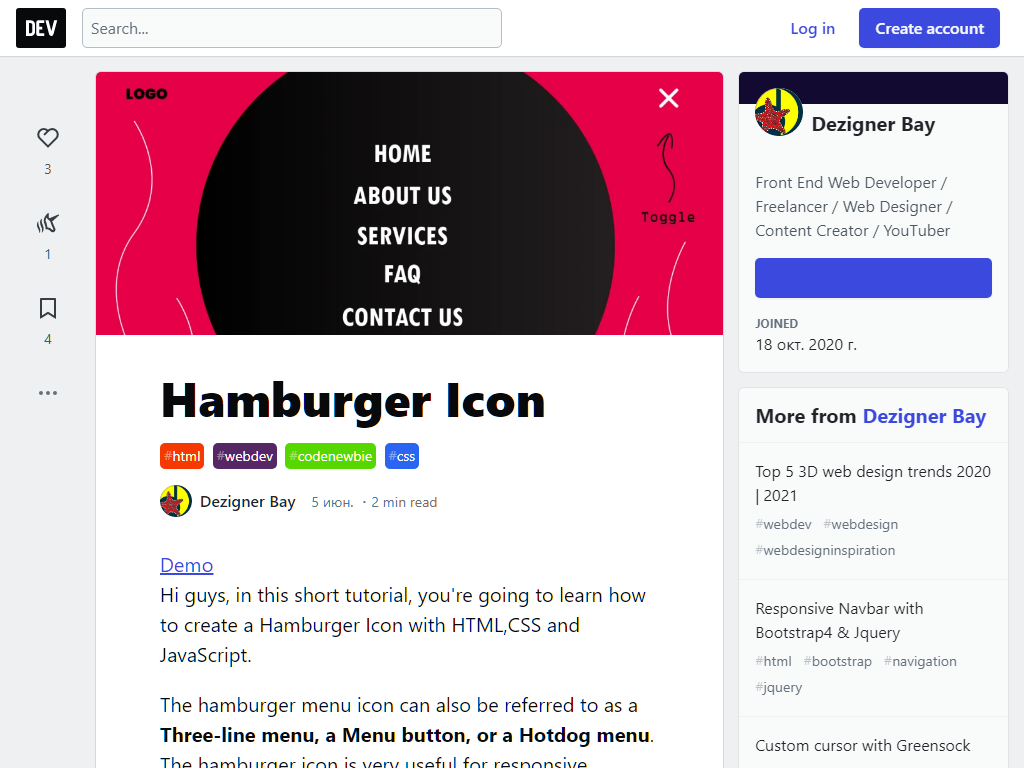 DEV
Search...
Log in
Create account
3
1
4
LOGO
HOME
ABOUT US
SERVICES
FAQ
CONTACT US
Toggle
Hamburger Icon
#html #webdev #codenewbie #css
Dezigner Bay 5 июн. · 2 min read
Demo
Hi guys, in this short tutorial, you're going to learn how
to create a Hamburger Icon with HTML,CSS and
JavaScript.
The hamburger menu icon can also be referred to as a
Three-line menu, a Menu button, or a Hotdog menu.
The hamburger icon is very useful for responsive
Dezigner Bay
Front End Web Developer /
Freelancer / Web Designer /
Content Creator / YouTuber
JOINED
18 окт. 2020 г.
More from Dezigner Bay
Top 5 3D web design trends 2020
| 2021
#webdev #webdesign
#webdesigninspiration
Responsive Navbar with
Bootstrap4 & Jquery
#html #bootstrap #navigation
#jquery
Custom cursor with Greensock